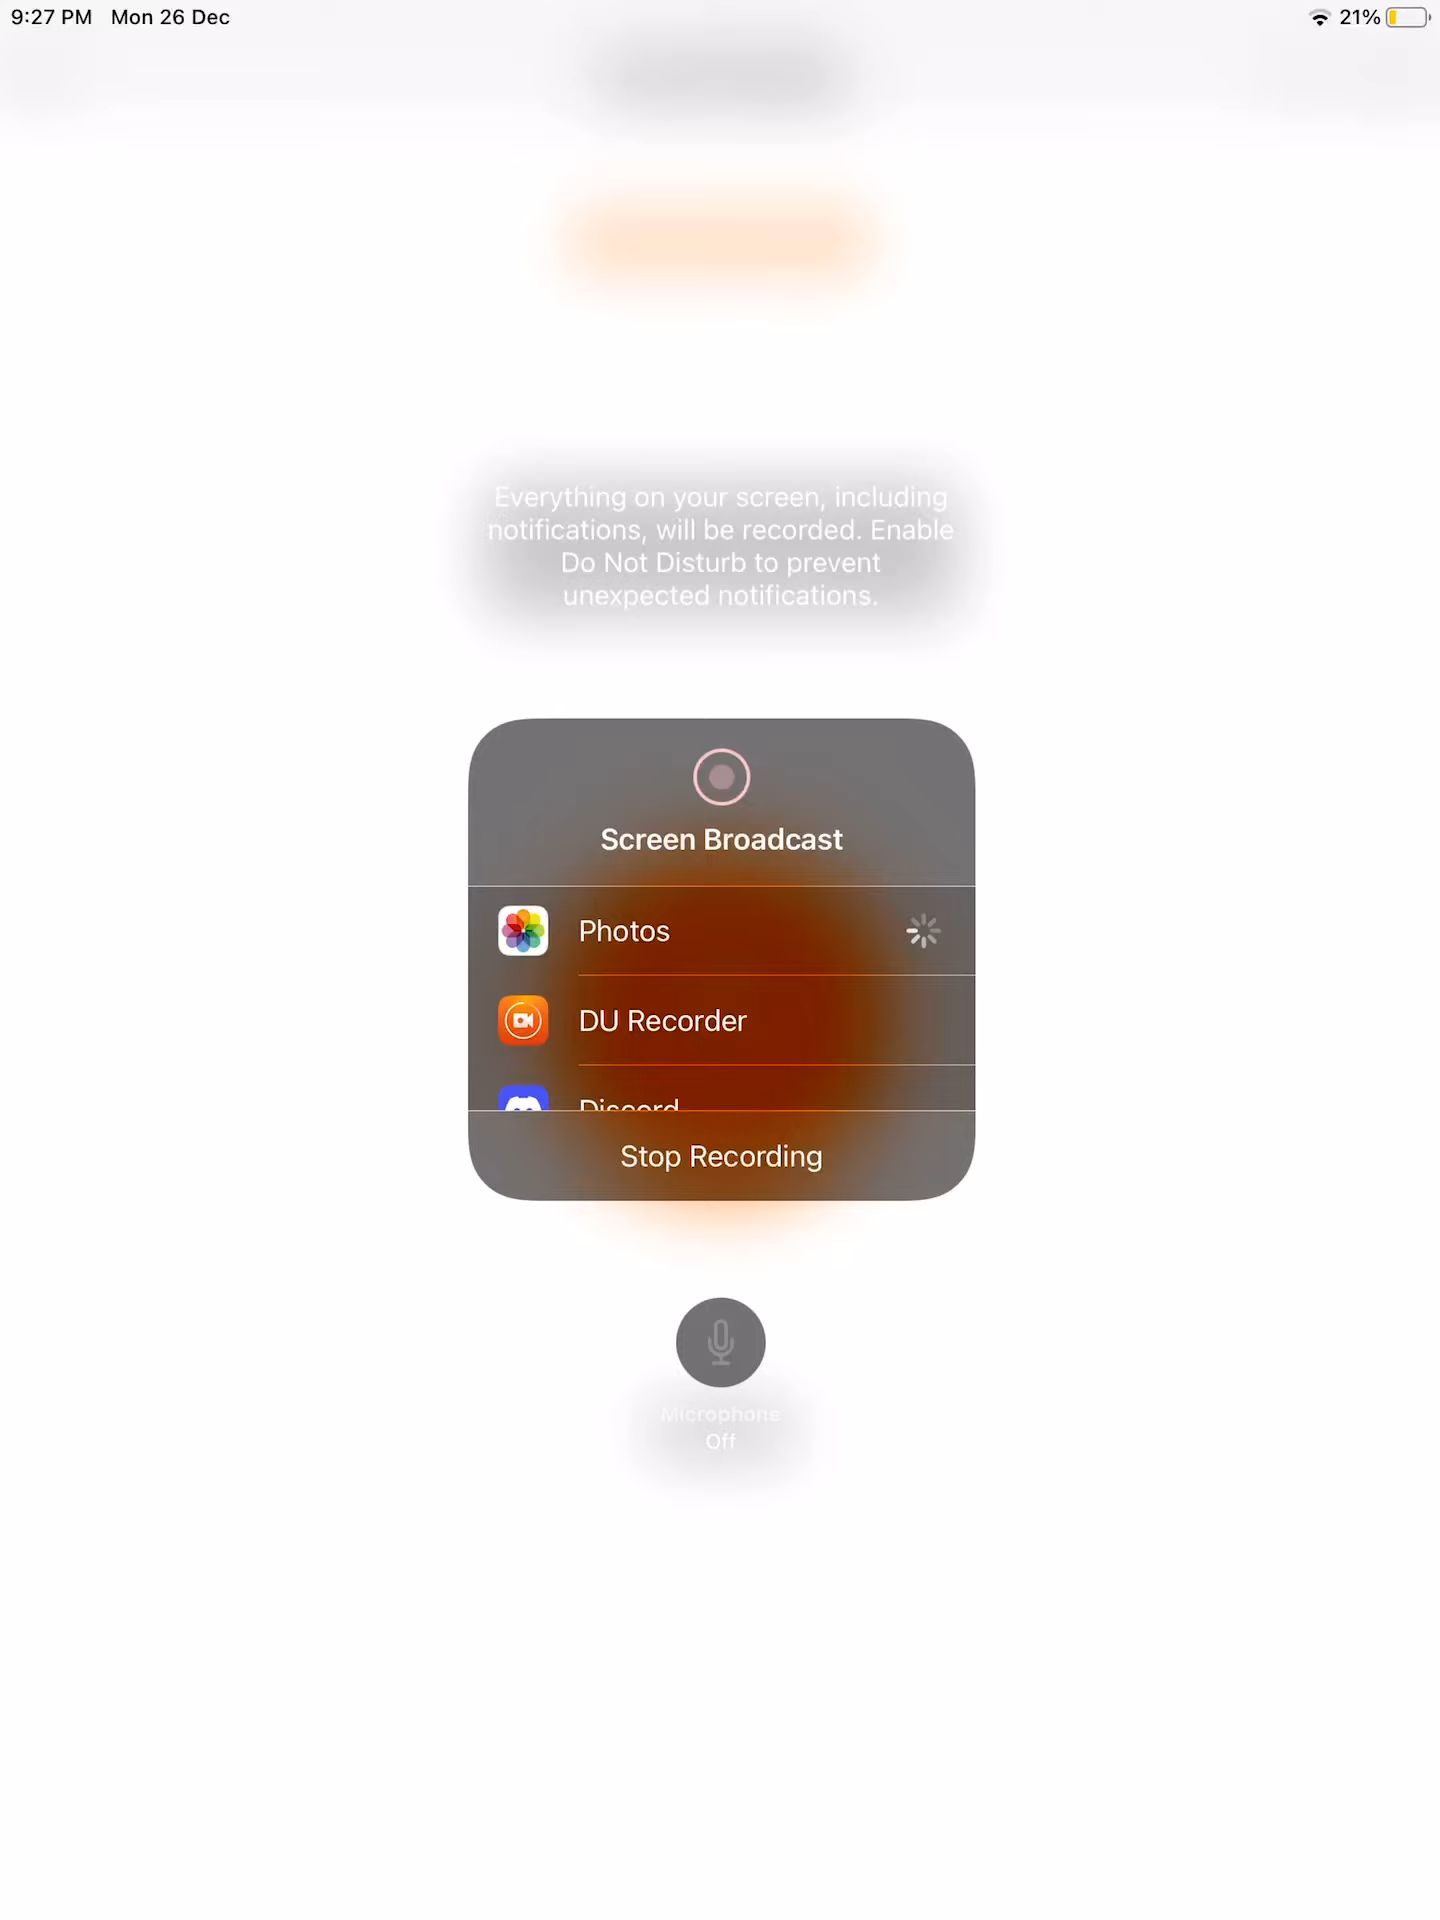 9:27 PM Mon 26 Dec
21%
Everything on your screen, including
notifications, will be recorded. Enable
Do Not Disturb to prevent
unexpected notifications.
Screen Broadcast
Photos
DU Recorder
Discord
Stop Recording
Microphone
Off